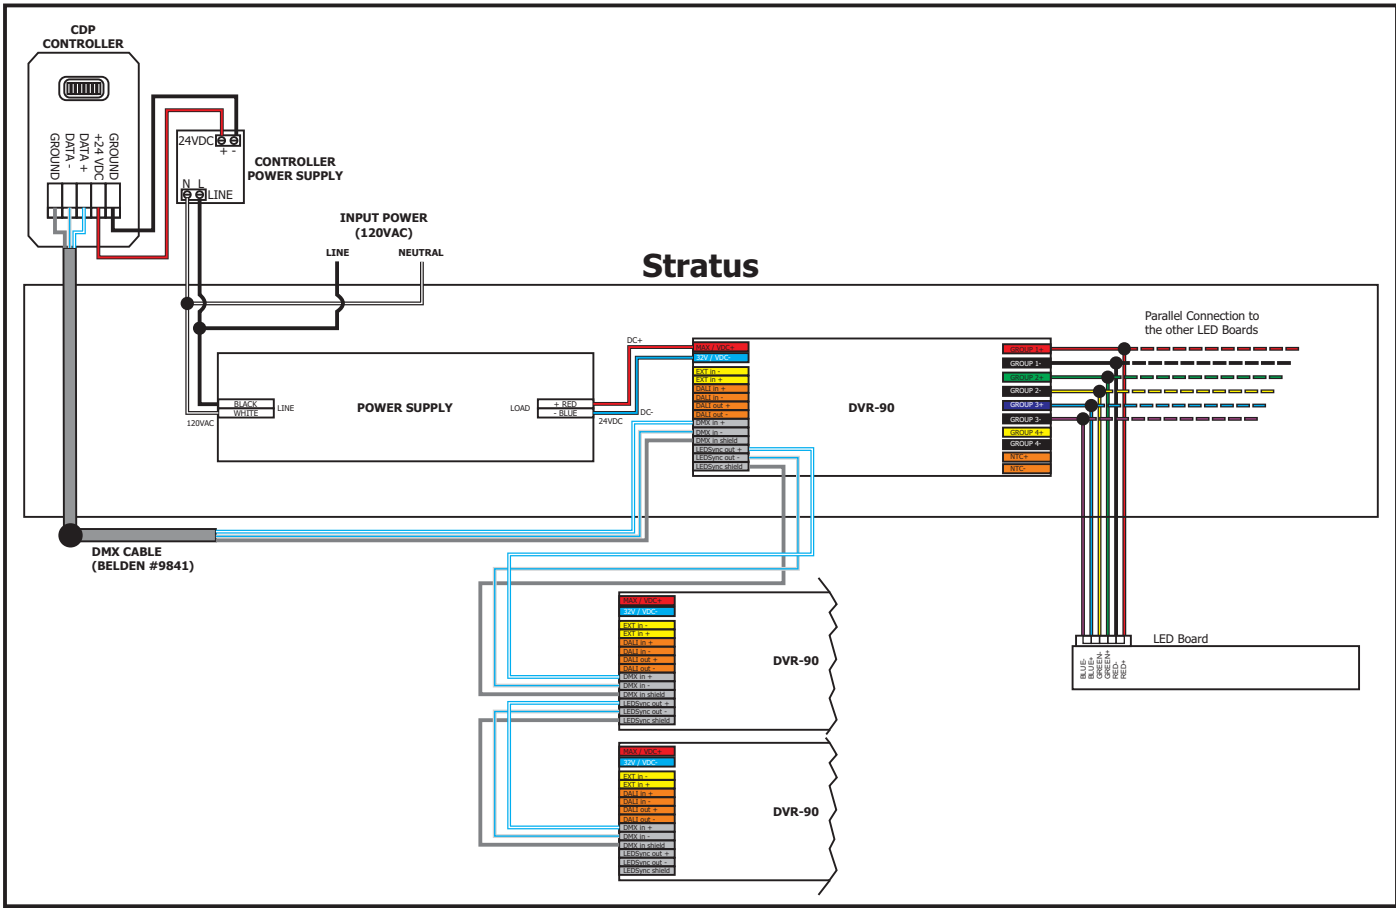 CDP
CONTROLLER
GROUND
DATA -
DATA +
+24 VDC
GROUND
24VDC
+ -
N L
LINE
CONTROLLER
POWER SUPPLY
INPUT POWER
(120VAC)
LINE
NEUTRAL
Stratus
BLACK
WHITE
LINE
120VAC
POWER SUPPLY
LOAD
+ RED
- BLUE
24VDC
DC+
DC-
MAX / VDC+
32V / VDC-
EXT in -
EXT in +
DALI in +
DALI in -
DALI out +
DALI out -
DMX in +
DMX in -
DMX in shield
LEDSync out +
LEDSync out -
LEDSync shield
DVR-90
GROUP 1+
GROUP 1-
GROUP 2+
GROUP 2-
GROUP 3+
GROUP 3-
GROUP 4+
GROUP 4-
NTC+
NTC-
Parallel Connection to
the other LED Boards
DMX CABLE
(BELDEN #9841)
MAX / VDC+
32V / VDC-
EXT in -
EXT in +
DALI in +
DALI in -
DALI out +
DALI out -
DMX in +
DMX in -
DMX in shield
LEDSync out +
LEDSync out -
LEDSync shield
DVR-90
LED Board
BLUE-
BLUE+
GREEN-
GREEN+
RED-
RED+
MAX / VDC+
32V / VDC-
EXT in -
EXT in +
DALI in +
DALI in -
DALI out +
DALI out -
DMX in +
DMX in -
DMX in shield
LEDSync out +
LEDSync out -
LEDSync shield
DVR-90